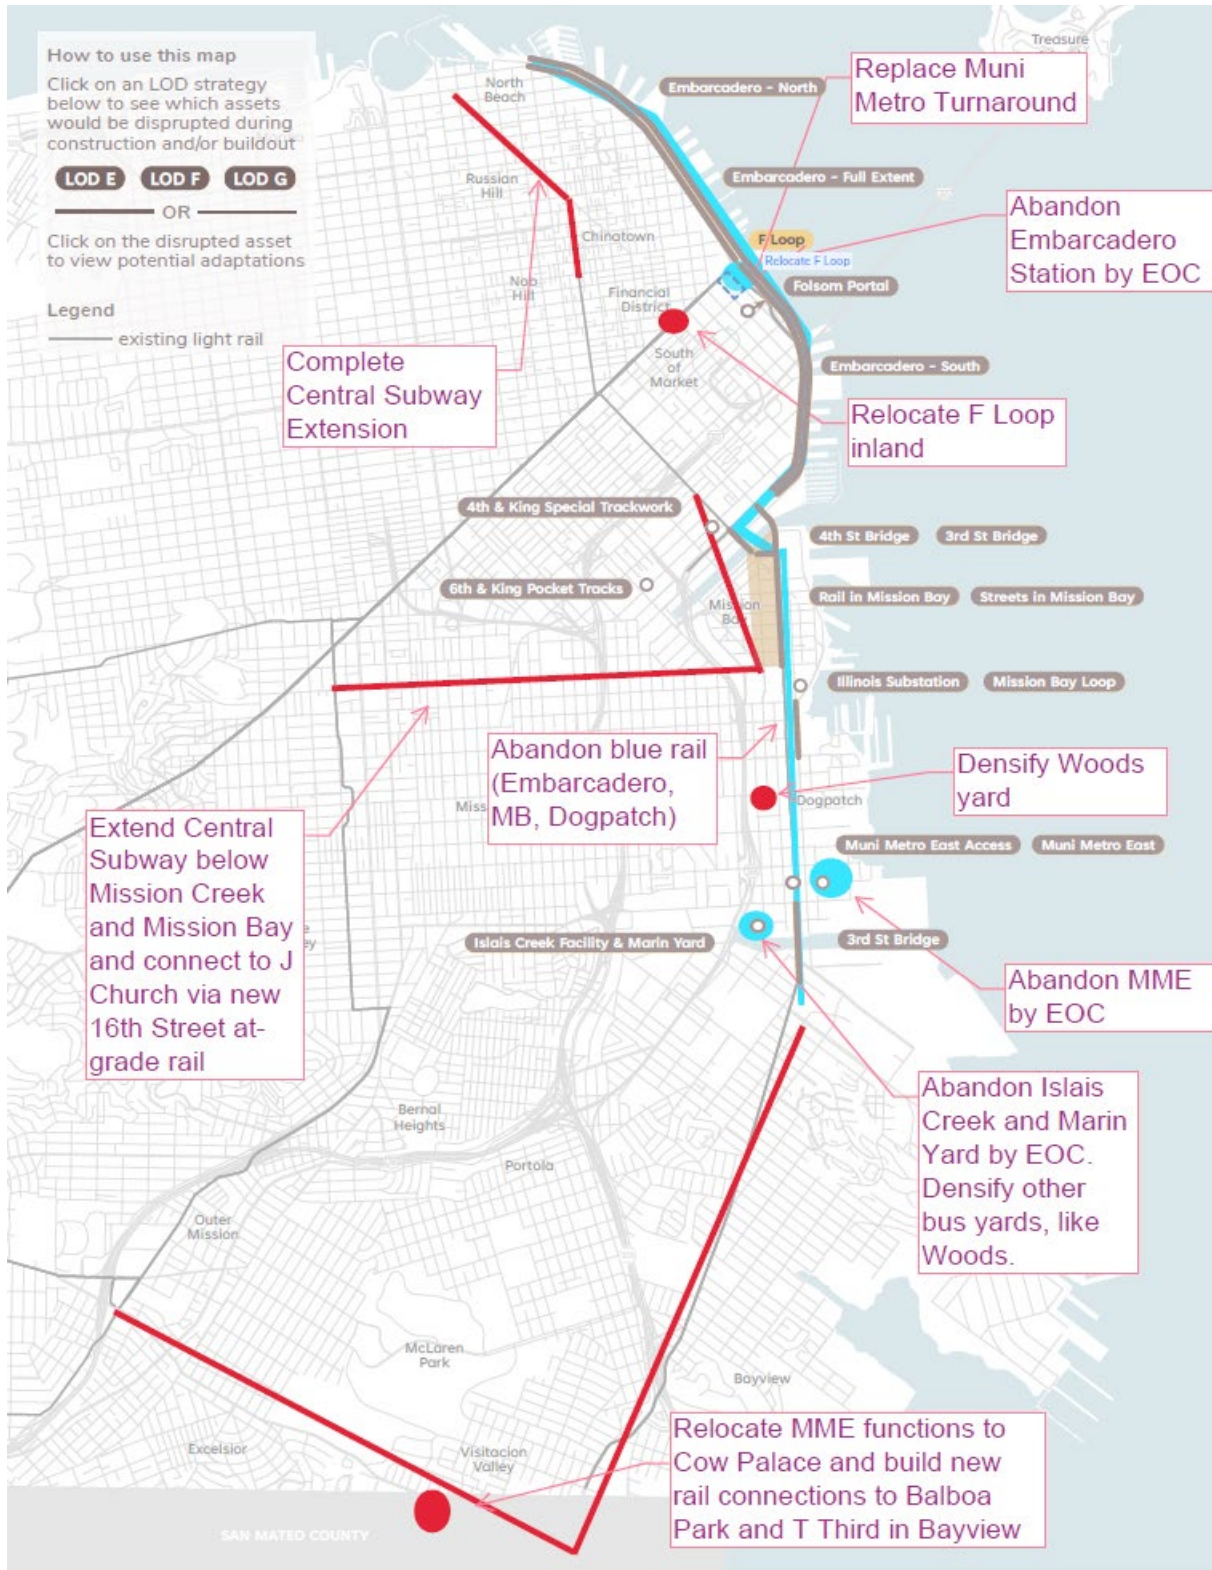 How to use this map
Click on an LOD strategy
below to see which assets
would be disprupted during
construction and/or buildout
LOD E LOD F LOD G
OR
Click on the disrupted asset
to view potential adaptations
Legend
existing light rail
Treasure
North
Beach
Embarcadero - North
Replace Muni
Metro Turnaround
Russian
Hill
Embarcadero - Full Extent
Abandon
Embarcadero
Station by EOC
Chinatown
F Loop
Relocate F Loop
Nob
Hill
Financial
District
Folsom Portal
South
of
Market
Complete
Central Subway
Extension
Embarcadero - South
Relocate F Loop
inland
4th & King Special Trackwork
4th St Bridge 3rd St Bridge
6th & King Pocket Tracks
Mission
Bay
Rail in Mission Bay Streets in Mission Bay
Illinois Substation Mission Bay Loop
Abandon blue rail
(Embarcadero,
MB, Dogpatch)
Densify Woods
yard
Miss
Dogpatch
Extend Central
Subway below
Mission Creek
and Mission Bay
and connect to J
Church via new
16th Street at-
grade rail
Muni Metro East Access Muni Metro East
Islais Creek Facility & Marin Yard
3rd St Bridge
Abandon MME
by EOC
Abandon Islais
Creek and Marin
Yard by EOC.
Densify other
bus yards, like
Woods.
Bernal
Heights
Portola
Outer
Mission
McLaren
Park
Bayview
Excelsior
Visitacion
Valley
Relocate MME functions to
Cow Palace and build new
rail connections to Balboa
Park and T Third in Bayview
SAN MATEO COUNTY